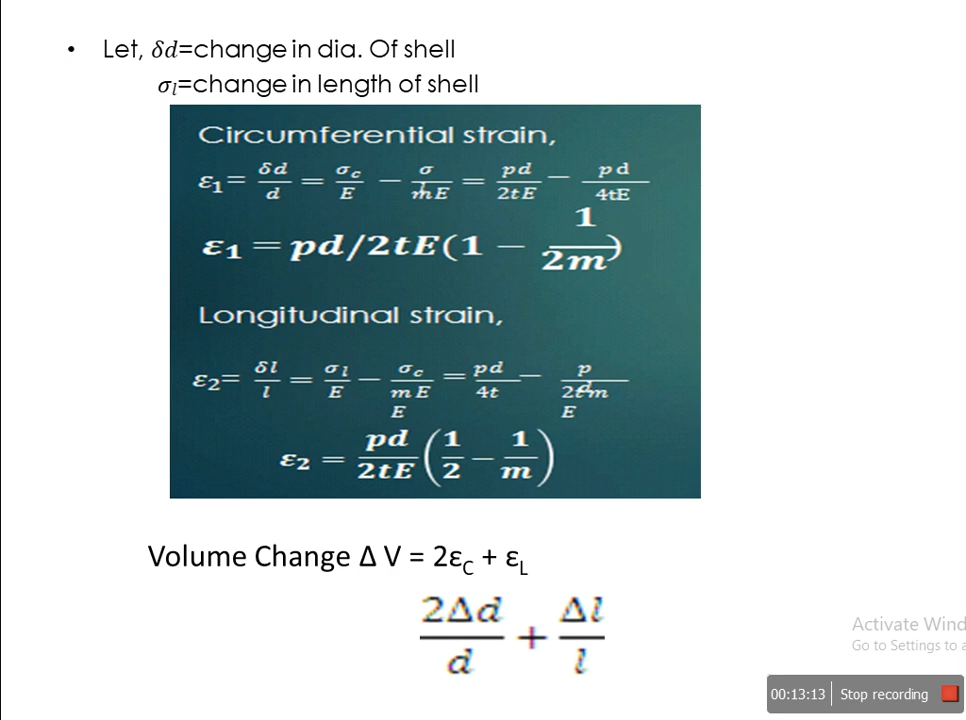 • Let, 𝛿𝑑=change in dia. Of shell
𝜎𝑙=change in length of shell
Circumferential strain,
ε₁= δd/d = σc/E − σ/mE = pd/2tE − pd/4tE
ε₁ = pd/2tE(1 − 1/2m)
Longitudinal strain,
ε₂= δl/l = σl/E − σc/mE = pd/4t − pd/2tmE
ε₂ = pd/2tE (1/2 − 1/m)
Volume Change Δ V = 2εC + εL
2Δd/d + Δl/l
Activate Wind
Go to Settings to a
00:13:13 | Stop recording